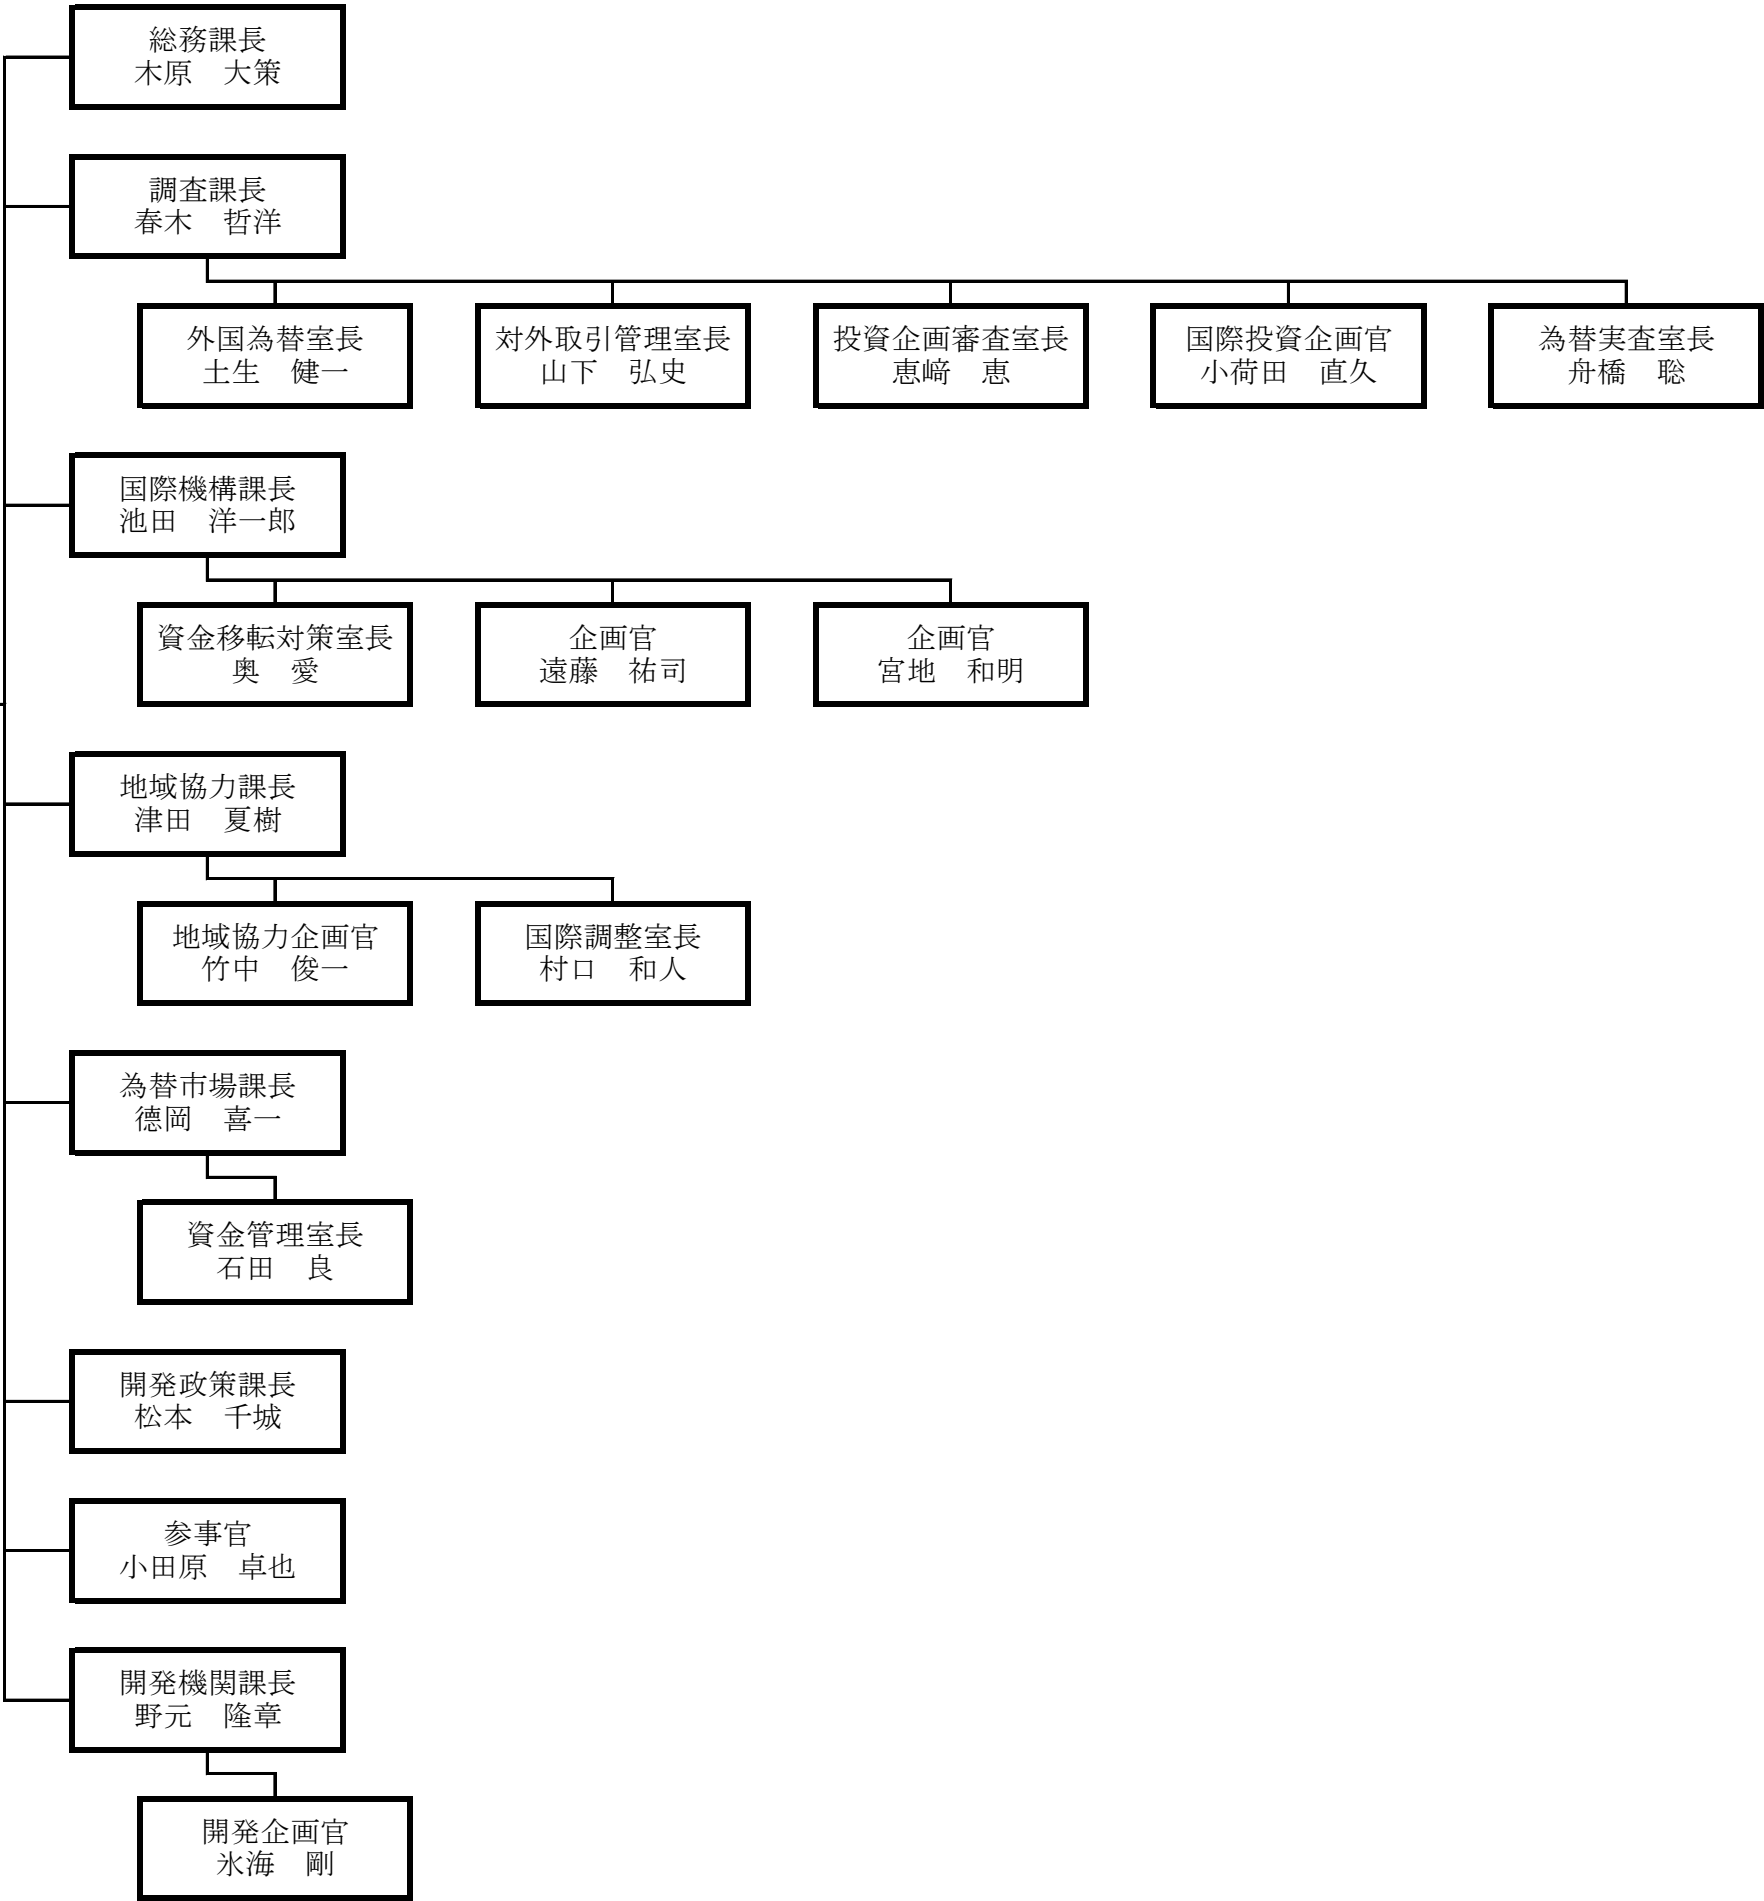 総務課長
木原　大策
調査課長
春木　哲洋
外国為替室長
土生　健一
対外取引管理室長
山下　弘史
投資企画審査室長
恵﨑　恵
国際投資企画官
小荷田　直久
為替実査室長
舟橋　聡
国際機構課長
池田　洋一郎
資金移転対策室長
奥　愛
企画官
遠藤　祐司
企画官
宮地　和明
地域協力課長
津田　夏樹
地域協力企画官
竹中　俊一
国際調整室長
村口　和人
為替市場課長
德岡　喜一
資金管理室長
石田　良
開発政策課長
松本　千城
参事官
小田原　卓也
開発機関課長
野元　隆章
開発企画官
氷海　剛